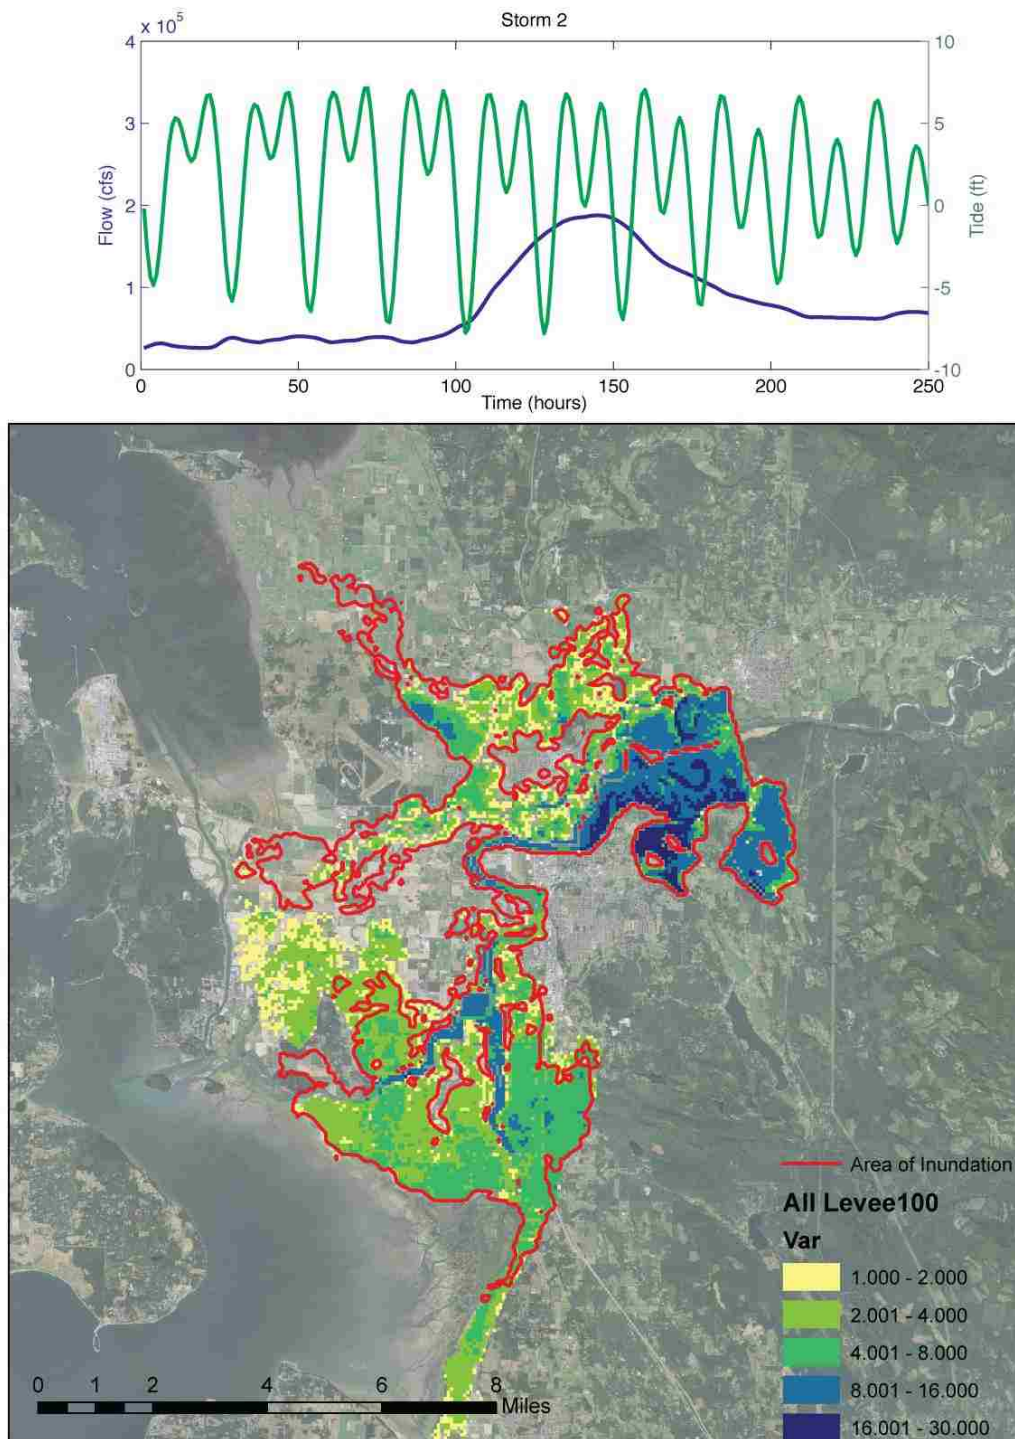 Storm 2
x 10⁵
4
3
2
1
0
Flow (cfs)
10
5
0
-5
-10
Tide (ft)
0 50 100 150 200 250
Time (hours)
Area of Inundation
All Levee100
Var
1.000 - 2.000
2.001 - 4.000
4.001 - 8.000
8.001 - 16.000
16.001 - 30.000
0 1 2 4 6 8
Miles